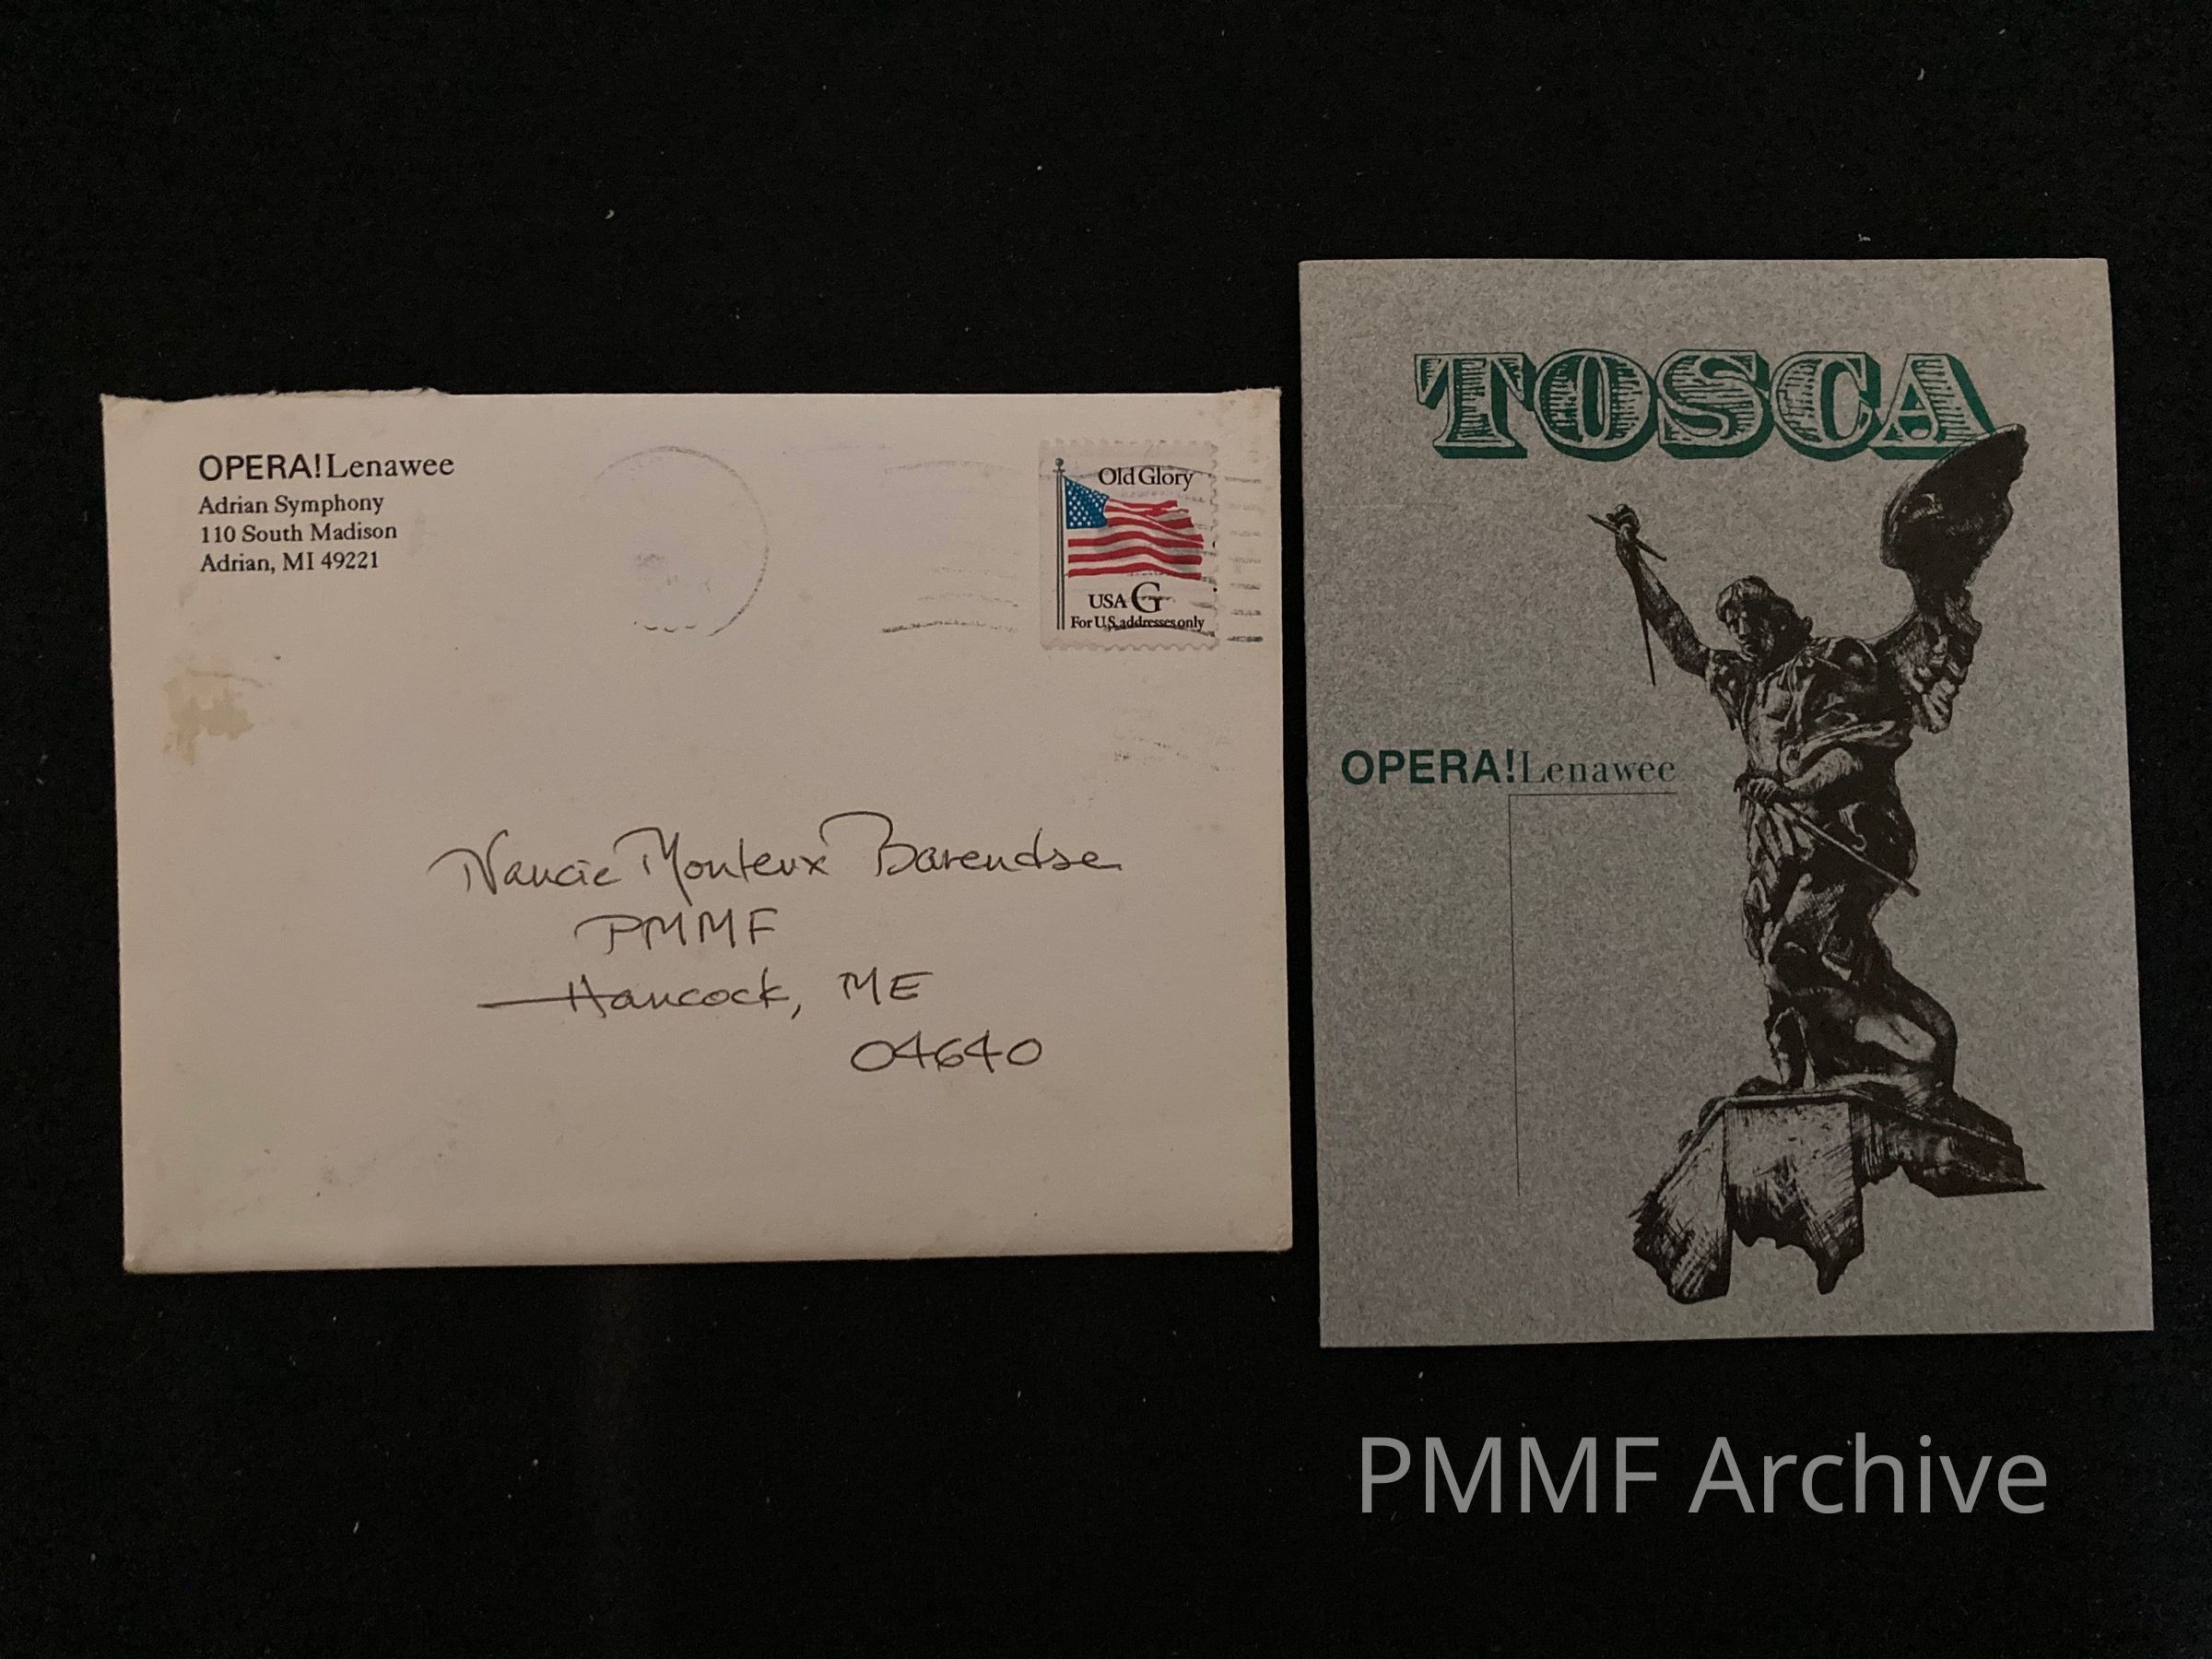 OPERA!Lenawee
Adrian Symphony
110 South Madison
Adrian, MI 49221
Old Glory
USA G
For U.S. addresses only
Nancie Monteux Barendse
PMMF
Hancock, ME
04640
TOSCA
OPERA!Lenawee
PMMF Archive